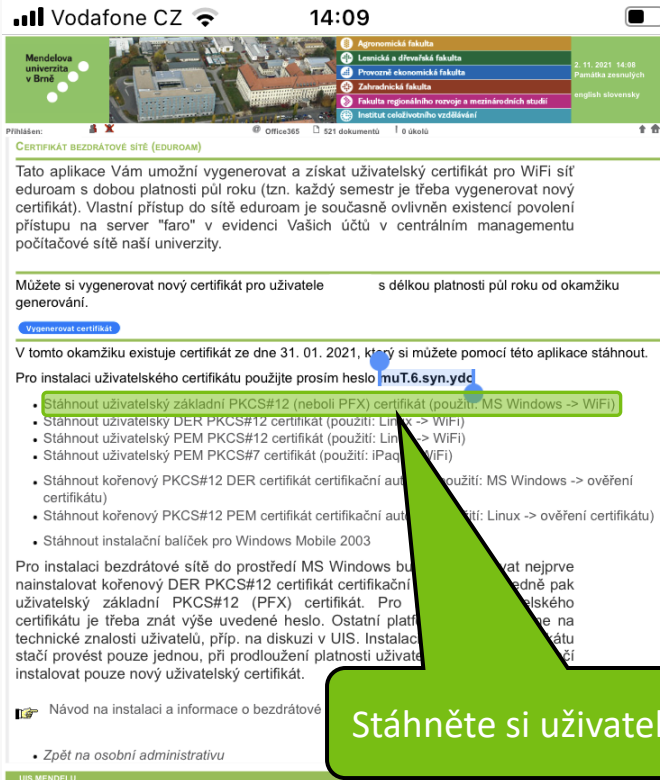 Vodafone CZ 14:09
Mendelova
univerzita
v Brně
Agronomická fakulta
Lesnická a dřevařská fakulta
Provozně ekonomická fakulta
Zahradnická fakulta
Fakulta regionálního rozvoje a mezinárodních studií
Institut celoživotního vzdělávání
2. 11. 2021 14:08
Památka zesnulých
english slovensky
Přihlášen:
@ Office365 521 dokumentů ! 0 úkolů
CERTIFIKÁT BEZDRÁTOVÉ SÍTĚ (EDUROAM)
Tato aplikace Vám umožní vygenerovat a získat uživatelský certifikát pro WiFi síť
eduroam s dobou platnosti půl roku (tzn. každý semestr je třeba vygenerovat nový
certifikát). Vlastní přístup do sítě eduroam je současně ovlivněn existencí povolení
přístupu na server "faro" v evidenci Vašich účtů v centrálním managementu
počítačové sítě naší univerzity.
Můžete si vygenerovat nový certifikát pro uživatele s délkou platnosti půl roku od okamžiku
generování.
Vygenerovat certifikát
V tomto okamžiku existuje certifikát ze dne 31. 01. 2021, který si můžete pomocí této aplikace stáhnout.
Pro instalaci uživatelského certifikátu použijte prosím heslo muT.6.syn.ydc
• Stáhnout uživatelský základní PKCS#12 (neboli PFX) certifikát (použití: MS Windows -> WiFi)
• Stáhnout uživatelský DER PKCS#12 certifikát (použití: Linux -> WiFi)
• Stáhnout uživatelský PEM PKCS#12 certifikát (použití: Lin -> WiFi)
• Stáhnout uživatelský PEM PKCS#7 certifikát (použití: iPaq WiFi)
• Stáhnout kořenový PKCS#12 DER certifikát certifikační aut použití: MS Windows -> ověření
certifikátu)
• Stáhnout kořenový PKCS#12 PEM certifikát certifikační aut ití: Linux -> ověření certifikátu)
• Stáhnout instalační balíček pro Windows Mobile 2003
Pro instalaci bezdrátové sítě do prostředí MS Windows bu vat nejprve
nainstalovat kořenový DER PKCS#12 certifikát certifikační edně pak
uživatelský základní PKCS#12 (PFX) certifikát. Pro elského
certifikátu je třeba znát výše uvedené heslo. Ostatní platf e na
technické znalosti uživatelů, příp. na diskuzi v UIS. Instalac kátu
stačí provést pouze jednou, při prodloužení platnosti uživate čí
instalovat pouze nový uživatelský certifikát.
Návod na instalaci a informace o bezdrátové
Stáhněte si uživatel
• Zpět na osobní administrativu
UIS MENDELU